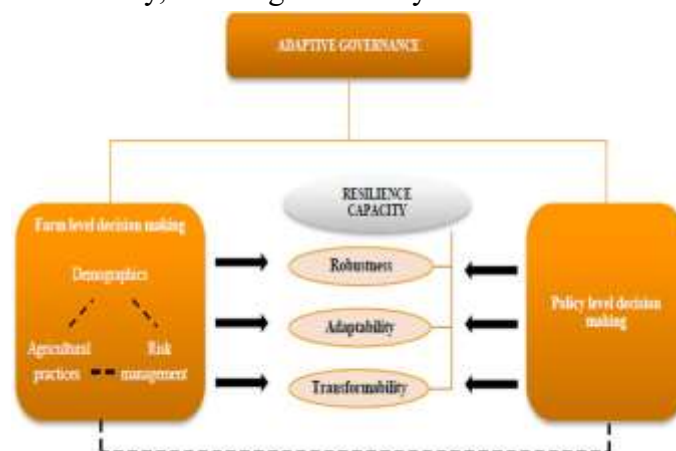 ADAPTIVE GOVERNANCE
RESILIENCE
CAPACITY
Farm level decision making
Demographics
Agricultural
practices
Risk
management
Robustness
Adaptability
Transformability
Policy level decision
making